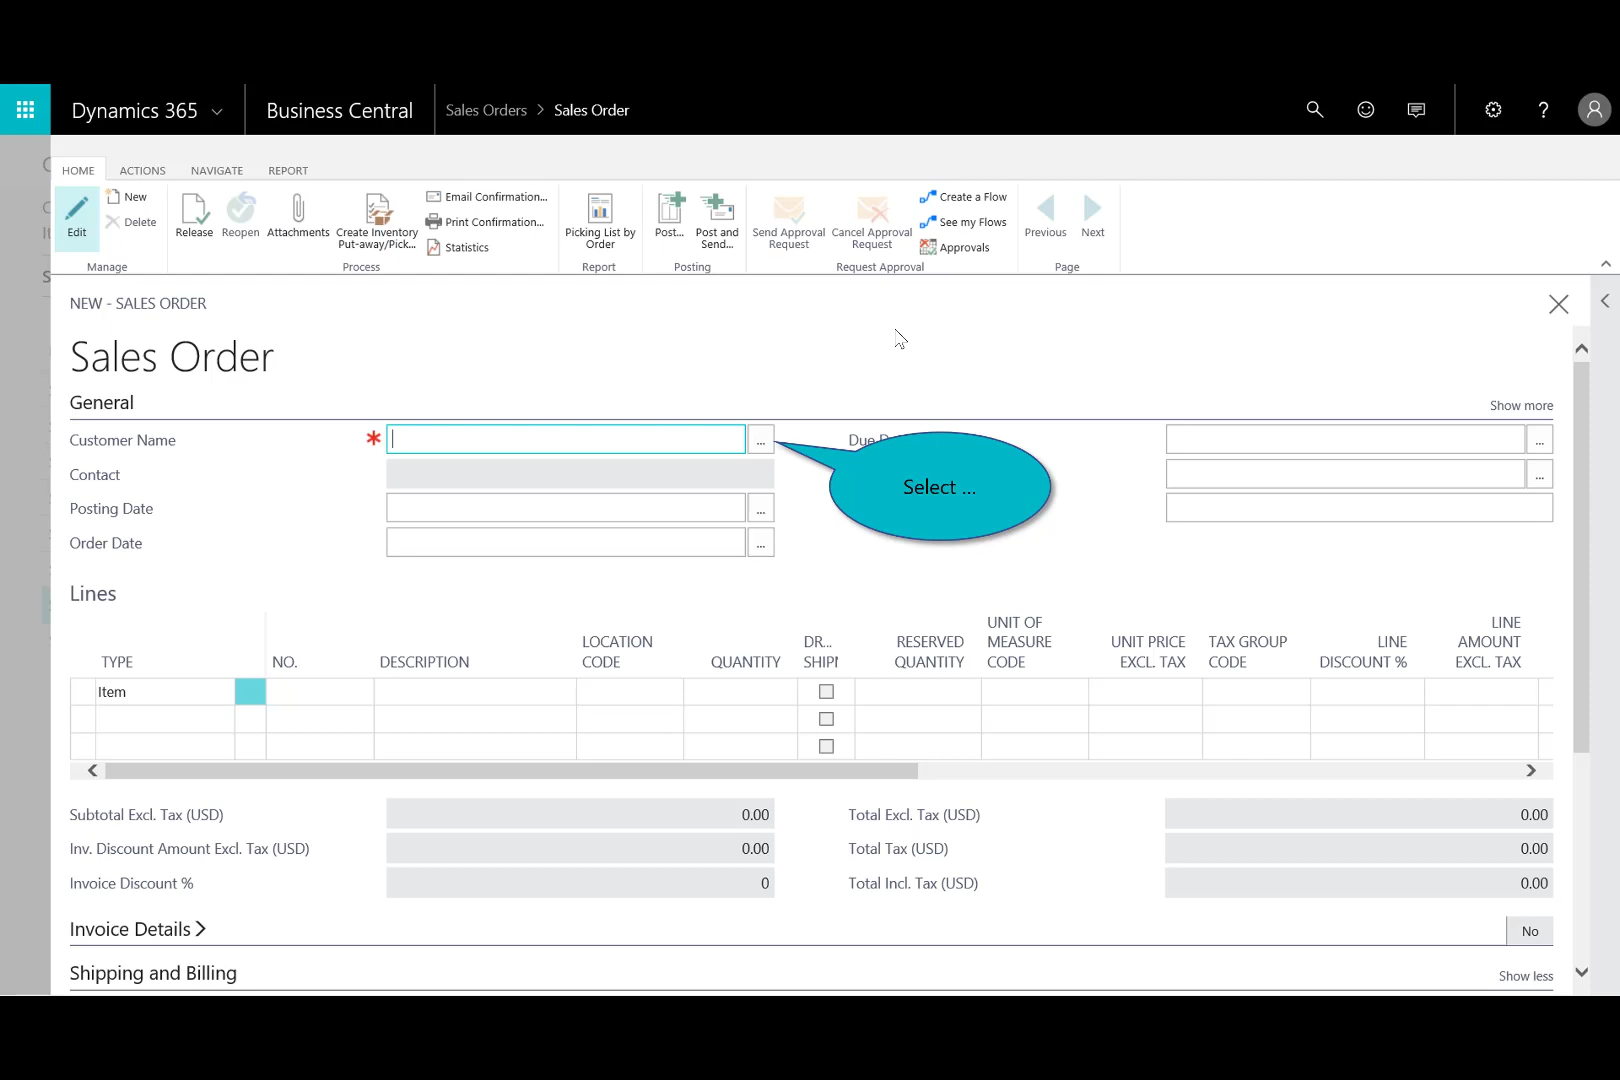 Dynamics 365
Business Central
Sales Orders > Sales Order
?
HOME
ACTIONS
NAVIGATE
REPORT
Edit
New
Delete
Manage
Release
Reopen
Attachments
Create Inventory
Put-away/Pick...
Email Confirmation...
Print Confirmation...
Statistics
Process
Picking List by
Order
Report
Post...
Post and
Send...
Posting
Send Approval
Request
Cancel Approval
Request
Create a Flow
See my Flows
Approvals
Request Approval
Previous
Next
Page
NEW - SALES ORDER
Sales Order
General
Show more
Customer Name
*
...
Contact
Posting Date
...
Order Date
...
Due D
...
...
Select ...
Lines
TYPE
NO.
DESCRIPTION
LOCATION
CODE
QUANTITY
DR...
SHIP
RESERVED
QUANTITY
UNIT OF
MEASURE
CODE
UNIT PRICE
EXCL. TAX
TAX GROUP
CODE
LINE
DISCOUNT %
LINE
AMOUNT
EXCL. TAX
Item
Subtotal Excl. Tax (USD)
0.00
Total Excl. Tax (USD)
0.00
Inv. Discount Amount Excl. Tax (USD)
0.00
Total Tax (USD)
0.00
Invoice Discount %
0
Total Incl. Tax (USD)
0.00
Invoice Details >
No
Shipping and Billing
Show less